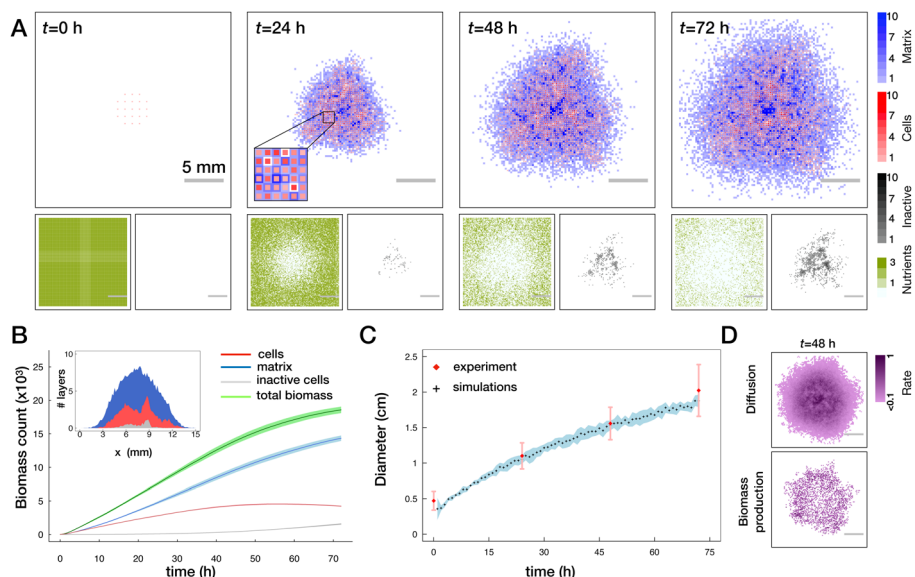 A
t=0 h
t=24 h
t=48 h
t=72 h
5 mm
10
7
4
1
Matrix
10
7
4
1
Cells
10
7
4
1
Inactive
3
1
Nutrients
B
Biomass count (x10³)
25
20
15
10
5
0
0 10 20 30 40 50 60 70
time (h)
10
5
0
# layers
0 3 6 9 12 15
x (mm)
cells
matrix
inactive cells
total biomass
C
Diameter (cm)
2.5
2
1.5
1
0.5
0
0 15 30 45 60 75
time (h)
experiment
simulations
D
t=48 h
Diffusion
Biomass
production
1
<0.1
Rate